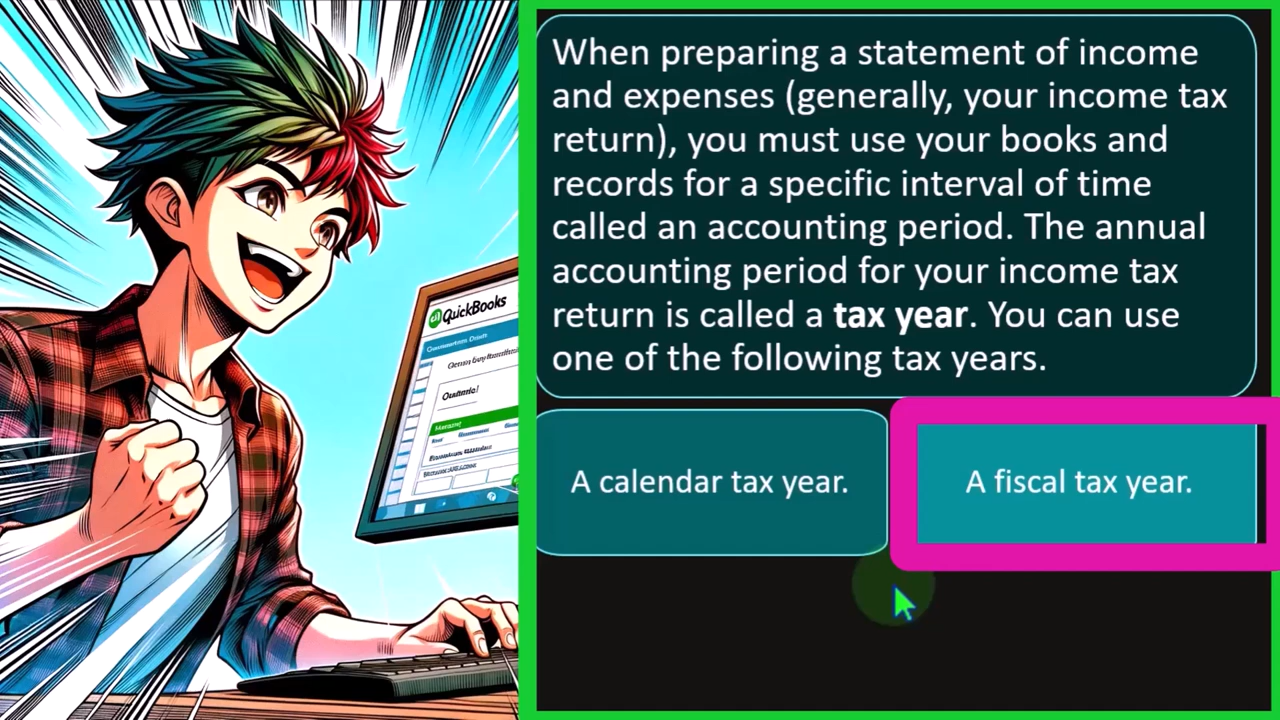 When preparing a statement of income
and expenses (generally, your income tax
return), you must use your books and
records for a specific interval of time
called an accounting period. The annual
accounting period for your income tax
return is called a tax year. You can use
one of the following tax years.
A calendar tax year.
A fiscal tax year.
QuickBooks